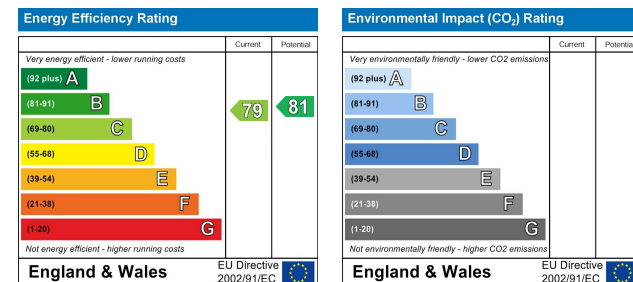 Energy Efficiency Rating
Current Potential
Very energy efficient - lower running costs
(92 plus) A
(81-91) B
(69-80) C
(55-68) D
(39-54) E
(21-38) F
(1-20) G
79
81
Not energy efficient - higher running costs
England & Wales
EU Directive
2002/91/EC
Environmental Impact (CO₂) Rating
Current Potential
Very environmentally friendly - lower CO2 emissions
(92 plus) A
(81-91) B
(69-80) C
(55-68) D
(39-54) E
(21-38) F
(1-20) G
Not environmentally friendly - higher CO2 emissions
England & Wales
EU Directive
2002/91/EC